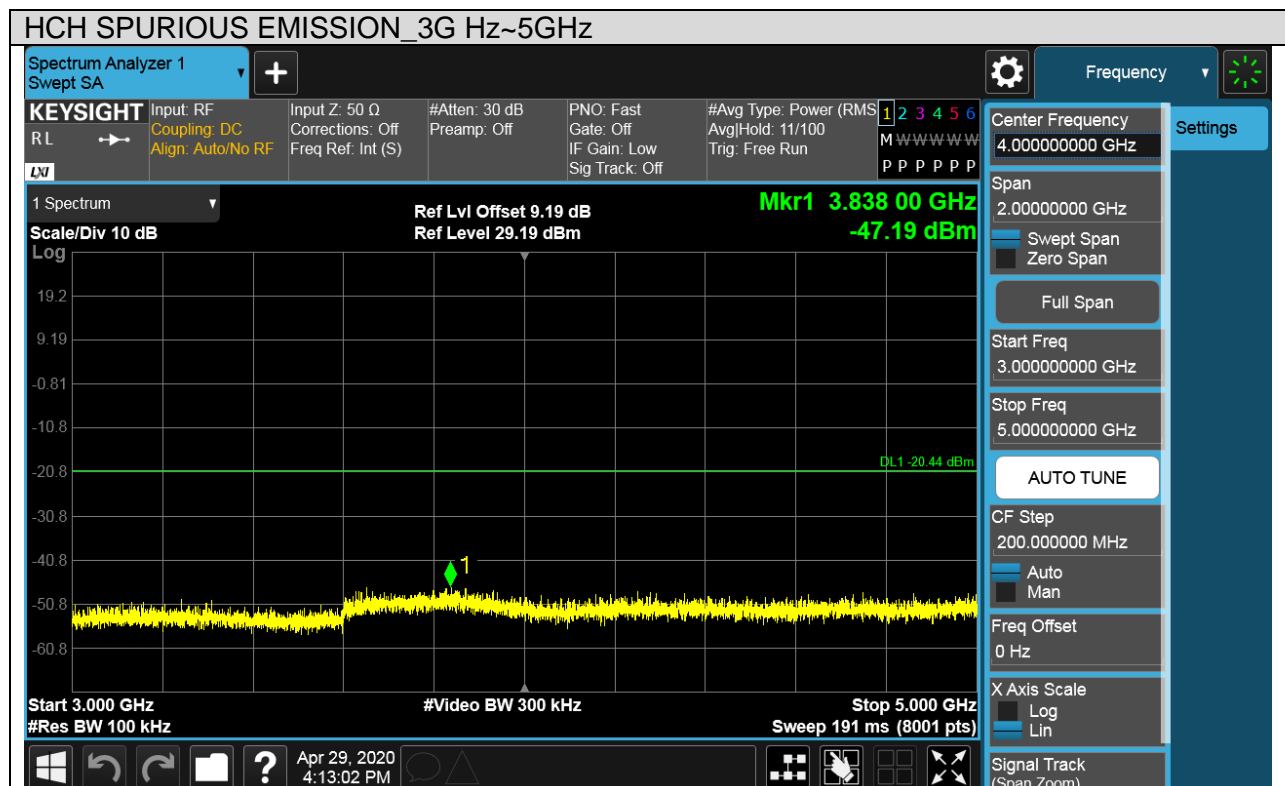 HCH SPURIOUS EMISSION_3G Hz~5GHz
Spectrum Analyzer 1
Swept SA
Frequency
KEYSIGHT
RL
LXI
Input: RF
Coupling: DC
Align: Auto/No RF
Input Z: 50 Ω
Corrections: Off
Freq Ref: Int (S)
#Atten: 30 dB
Preamp: Off
PNO: Fast
Gate: Off
IF Gain: Low
Sig Track: Off
#Avg Type: Power (RMS
Avg|Hold: 11/100
Trig: Free Run
1 2 3 4 5 6
M W W W W W
P P P P P P
1 Spectrum
Scale/Div 10 dB
Log
Ref Lvl Offset 9.19 dB
Ref Level 29.19 dBm
Mkr1 3.838 00 GHz
-47.19 dBm
19.2
9.19
-0.81
-10.8
-20.8
-30.8
-40.8
-50.8
-60.8
DL1 -20.44 dBm
1
Start 3.000 GHz
#Res BW 100 kHz
#Video BW 300 kHz
Stop 5.000 GHz
Sweep 191 ms (8001 pts)
Apr 29, 2020
4:13:02 PM
Center Frequency
4.000000000 GHz
Span
2.00000000 GHz
Swept Span
Zero Span
Full Span
Start Freq
3.000000000 GHz
Stop Freq
5.000000000 GHz
AUTO TUNE
CF Step
200.000000 MHz
Auto
Man
Freq Offset
0 Hz
X Axis Scale
Log
Lin
Signal Track
(Span Zoom)
Settings